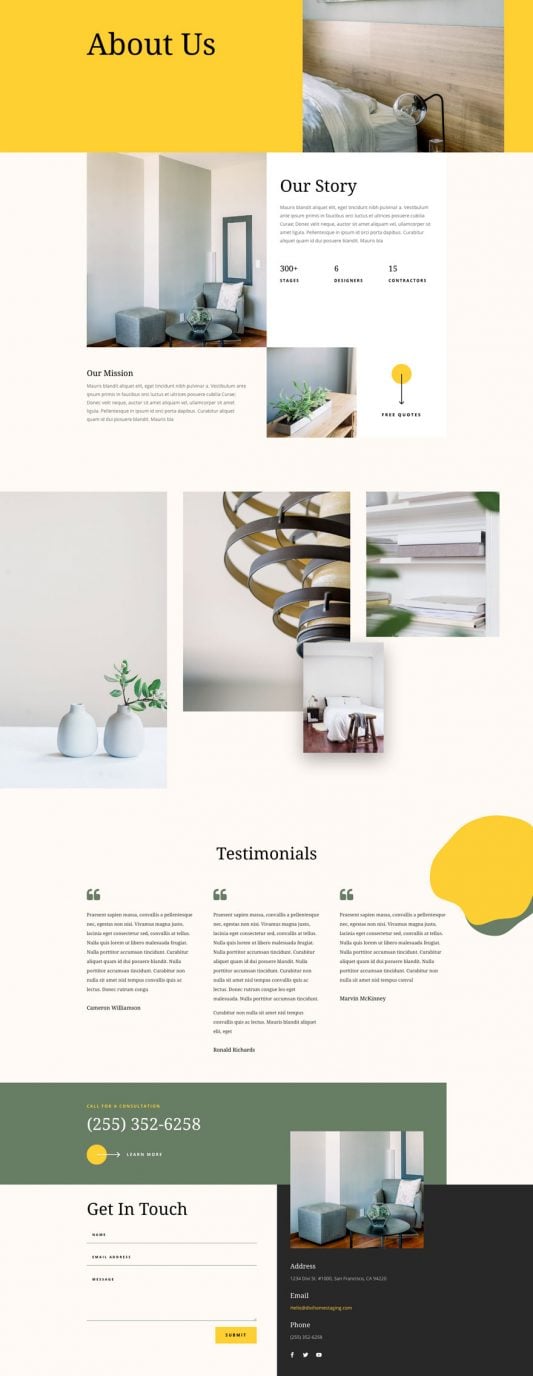 About Us
Our Story
Mauris blandit aliquet elit, eget tincidunt nibh pulvinar a. Vestibulum
ante ipsum primis in faucibus orci luctus et ultrices posuere cubilia
Curae; Donec velit neque, auctor sit amet aliquam vel, ullamcorper sit
amet ligula. Pellentesque in ipsum id orci porta dapibus. Curabitur
aliquet quam id dui posuere blandit. Mauris bla
300+
STAGES
6
DESIGNERS
15
CONTRACTORS
Our Mission
Mauris blandit aliquet elit, eget tincidunt nibh pulvinar a. Vestibulum ante
ipsum primis in faucibus orci luctus et ultrices posuere cubilia Curae;
Donec velit neque, auctor sit amet aliquam vel, ullamcorper sit amet
ligula. Pellentesque in ipsum id orci porta dapibus. Curabitur aliquet
quam id dui posuere blandit. Mauris bla
FREE QUOTES
Testimonials
Praesent sapien massa, convallis a pellentesque
nec, egestas non nisi. Vivamus magna justo,
lacinia eget consectetur sed, convallis at tellus.
Nulla quis lorem ut libero malesuada feugiat.
Nulla porttitor accumsan tincidunt. Curabitur
aliquet quam id dui posuere blandit. Nulla
porttitor accumsan tincidunt. Curabitur non
nulla sit amet nisl tempus convallis quis ac
lectus. Donec rutrum congu
Cameron Williamson
Praesent sapien massa, convallis a pellentesque
nec, egestas non nisi. Vivamus magna justo,
lacinia eget consectetur sed, convallis at tellus.
Nulla quis lorem ut libero malesuada feugiat.
Nulla porttitor accumsan tincidunt. Curabitur
aliquet quam id dui posuere blandit. Nulla
porttitor accumsan tincidunt. Curabitur non
nulla sit amet nisl tempus convallis quis ac
lectus. Donec rutrum congue leo eget
malesuada. Nulla porttitor accumsan tincidunt.
Curabitur non nulla sit amet nisl tempus
convallis quis ac lectus. Mauris blandit aliquet
elit, eget
Ronald Richards
Praesent sapien massa, convallis a pellentesque
nec, egestas non nisi. Vivamus magna justo,
lacinia eget consectetur sed, convallis at tellus.
Nulla quis lorem ut libero malesuada feugiat.
Nulla porttitor accumsan tincidunt. Curabitur
aliquet quam id dui posuere blandit. Nulla
porttitor accumsan tincidunt. Curabitur non
nulla sit amet nisl tempus conval
Marvin McKinney
CALL FOR A CONSULTATION
(255) 352-6258
LEARN MORE
Get In Touch
NAME
EMAIL ADDRESS
MESSAGE
SUBMIT
Address
1234 Divi St. #1000, San Francisco, CA 94220
Email
Hello@divihomestaging.com
Phone
(255) 352-6258